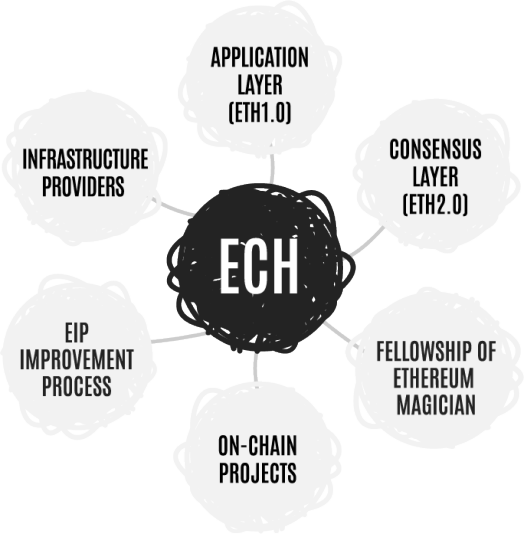 APPLICATION
LAYER
(ETH1.0)
INFRASTRUCTURE
PROVIDERS
CONSENSUS
LAYER
(ETH2.0)
ECH
EIP
IMPROVEMENT
PROCESS
FELLOWSHIP OF
ETHEREUM
MAGICIAN
ON-CHAIN
PROJECTS